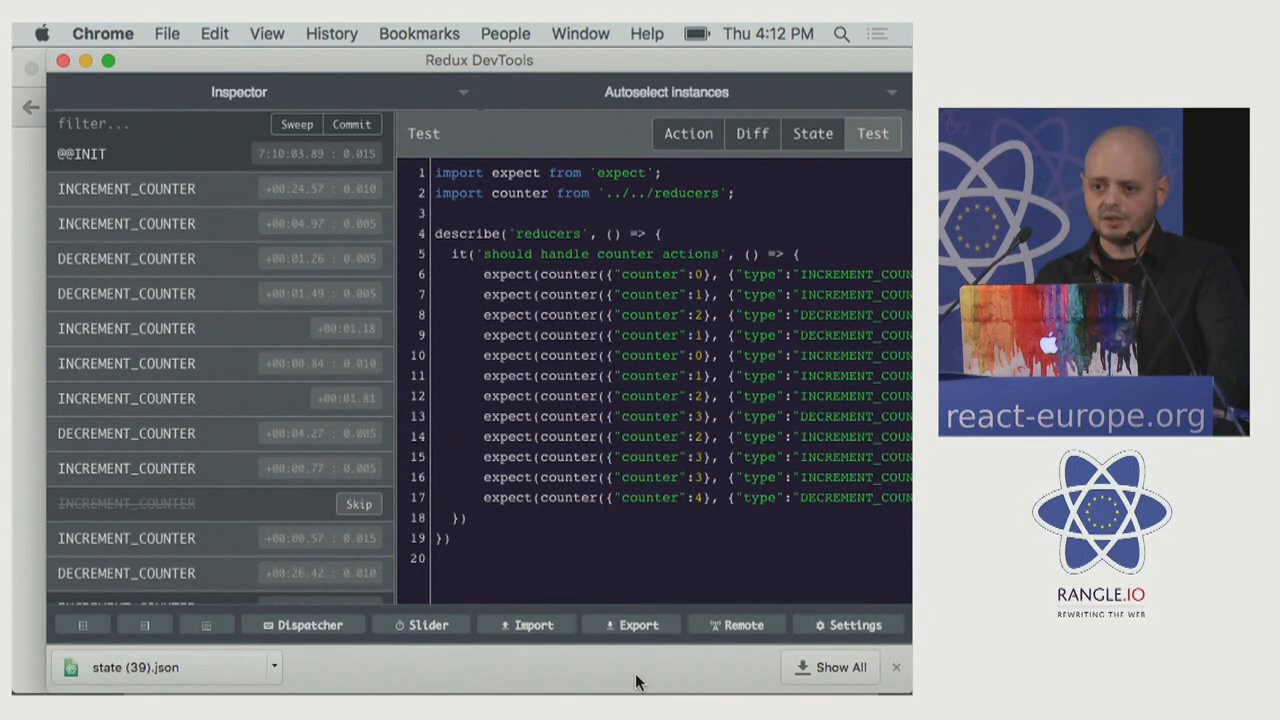 Chrome File Edit View History Bookmarks People Window Help Thu 4:12 PM
Redux DevTools
Inspector
Autoselect instances
filter...
Sweep
Commit
@@INIT 7:10:03.89 : 0.015
INCREMENT_COUNTER +00:24.57 : 0.010
INCREMENT_COUNTER +00:04.97 : 0.005
DECREMENT_COUNTER +00:01.26 : 0.005
DECREMENT_COUNTER +00:01.49 : 0.005
INCREMENT_COUNTER +00:01.18
INCREMENT_COUNTER +00:00.84 : 0.010
INCREMENT_COUNTER +00:01.81
DECREMENT_COUNTER +00:04.27 : 0.005
INCREMENT_COUNTER +00:00.77 : 0.005
INCREMENT_COUNTER Skip
INCREMENT_COUNTER +00:00.57 : 0.015
DECREMENT_COUNTER +00:26.42 : 0.010
Test
Action
Diff
State
Test
1 import expect from `expect`;
2 import counter from `../../reducers`;
3
4 describe('reducers', () => {
5 it('should handle counter actions', () => {
6 expect(counter({"counter":0}, {"type":"INCREMENT_COUN
7 expect(counter({"counter":1}, {"type":"INCREMENT_COUN
8 expect(counter({"counter":2}, {"type":"DECREMENT_COUN
9 expect(counter({"counter":1}, {"type":"DECREMENT_COUN
10 expect(counter({"counter":0}, {"type":"INCREMENT_COUN
11 expect(counter({"counter":1}, {"type":"INCREMENT_COUN
12 expect(counter({"counter":2}, {"type":"INCREMENT_COUN
13 expect(counter({"counter":3}, {"type":"DECREMENT_COUN
14 expect(counter({"counter":2}, {"type":"INCREMENT_COUN
15 expect(counter({"counter":3}, {"type":"INCREMENT_COUN
16 expect(counter({"counter":3}, {"type":"INCREMENT_COUN
17 expect(counter({"counter":4}, {"type":"DECREMENT_COUN
18 })
19 })
20
Dispatcher
Slider
Import
Export
Remote
Settings
state (39).json
Show All
react-europe.org
RANGLE.IO
REWRITING THE WEB